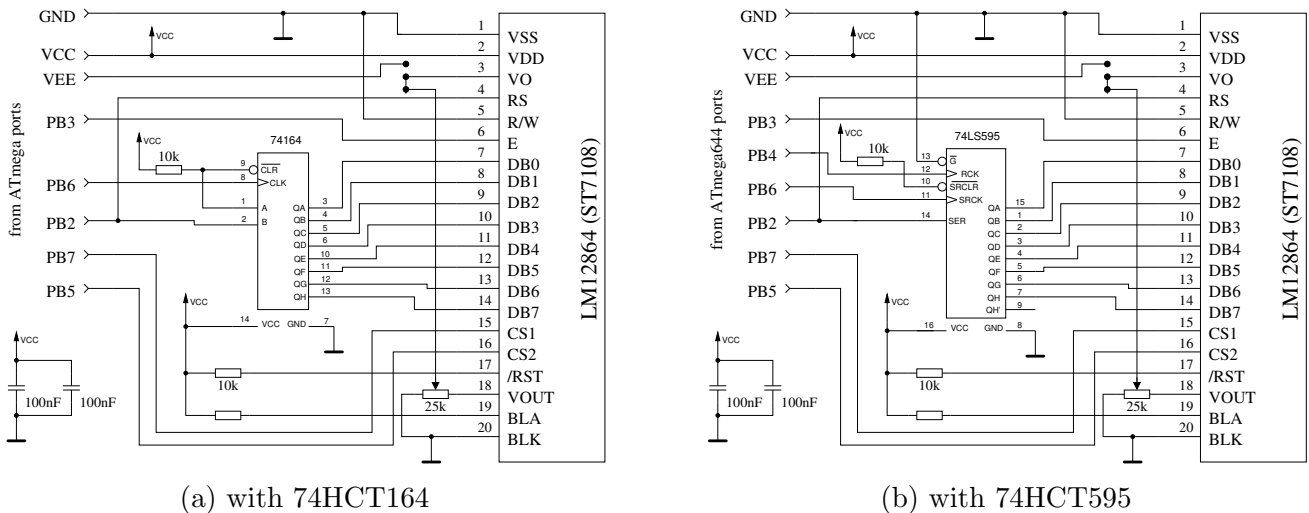 GND
VCC
VCC
VEE
from ATmega ports
PB3
PB6
PB2
PB7
PB5
VCC
10k
74164
9 CLR
8 CLK
1 A
2 B
QA 3
QB 4
QC 5
QD 6
QE 10
QF 11
QG 12
QH 13
VCC
14 VCC GND 7
VCC
100nF 100nF
10k
25k
1 VSS
2 VDD
3 VO
4 RS
5 R/W
6 E
7 DB0
8 DB1
9 DB2
10 DB3
11 DB4
12 DB5
13 DB6
14 DB7
15 CS1
16 CS2
17 /RST
18 VOUT
19 BLA
20 BLK
LM12864 (ST7108)
(a) with 74HCT164
GND
VCC
VCC
VEE
from ATmega644 ports
PB3
PB4
PB6
PB2
PB7
PB5
VCC
10k
74LS595
13 G
12 RCK
10 SRCLR
11 SRCK
14 SER
QA 15
QB 1
QC 2
QD 3
QE 4
QF 5
QG 6
QH 7
QH' 9
VCC
16 VCC GND 8
VCC
100nF 100nF
10k
25k
1 VSS
2 VDD
3 VO
4 RS
5 R/W
6 E
7 DB0
8 DB1
9 DB2
10 DB3
11 DB4
12 DB5
13 DB6
14 DB7
15 CS1
16 CS2
17 /RST
18 VOUT
19 BLA
20 BLK
LM12864 (ST7108)
(b) with 74HCT595